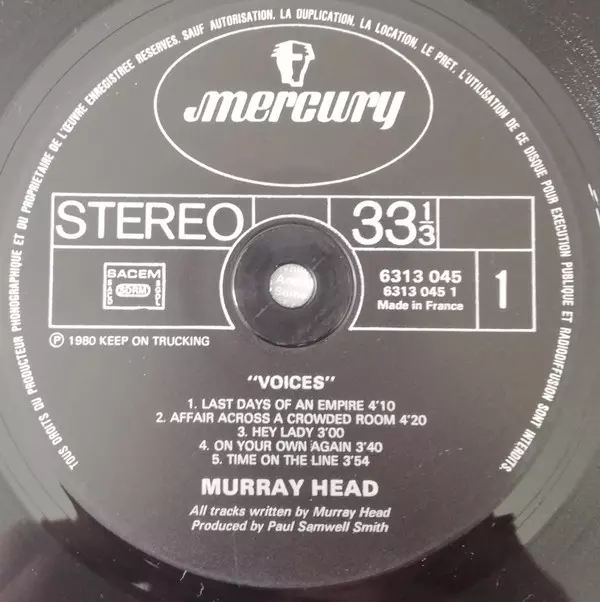 TOUS DROITS DU PRODUCTEUR PHONOGRAPHIQUE ET DU PROPRIETAIRE DE L'ŒUVRE ENREGISTREE RESERVES, SAUF AUTORISATION, LA DUPLICATION, LA LOCATION, LE PRET, L'UTILISATION DE CE DISQUE POUR EXECUTION PUBLIQUE ET RADIODIFFUSION SONT INTERDITS.
mercury
STEREO
33 1/3
SACEM
SACD
SDRM
SGDL
6313 045
6313 045 1
Made in France
1
℗ 1980 KEEP ON TRUCKING
"VOICES"
1. LAST DAYS OF AN EMPIRE 4'10
2. AFFAIR ACROSS A CROWDED ROOM 4'20
3. HEY LADY 3'00
4. ON YOUR OWN AGAIN 3'40
5. TIME ON THE LINE 3'54
MURRAY HEAD
All tracks written by Murray Head
Produced by Paul Samwell Smith